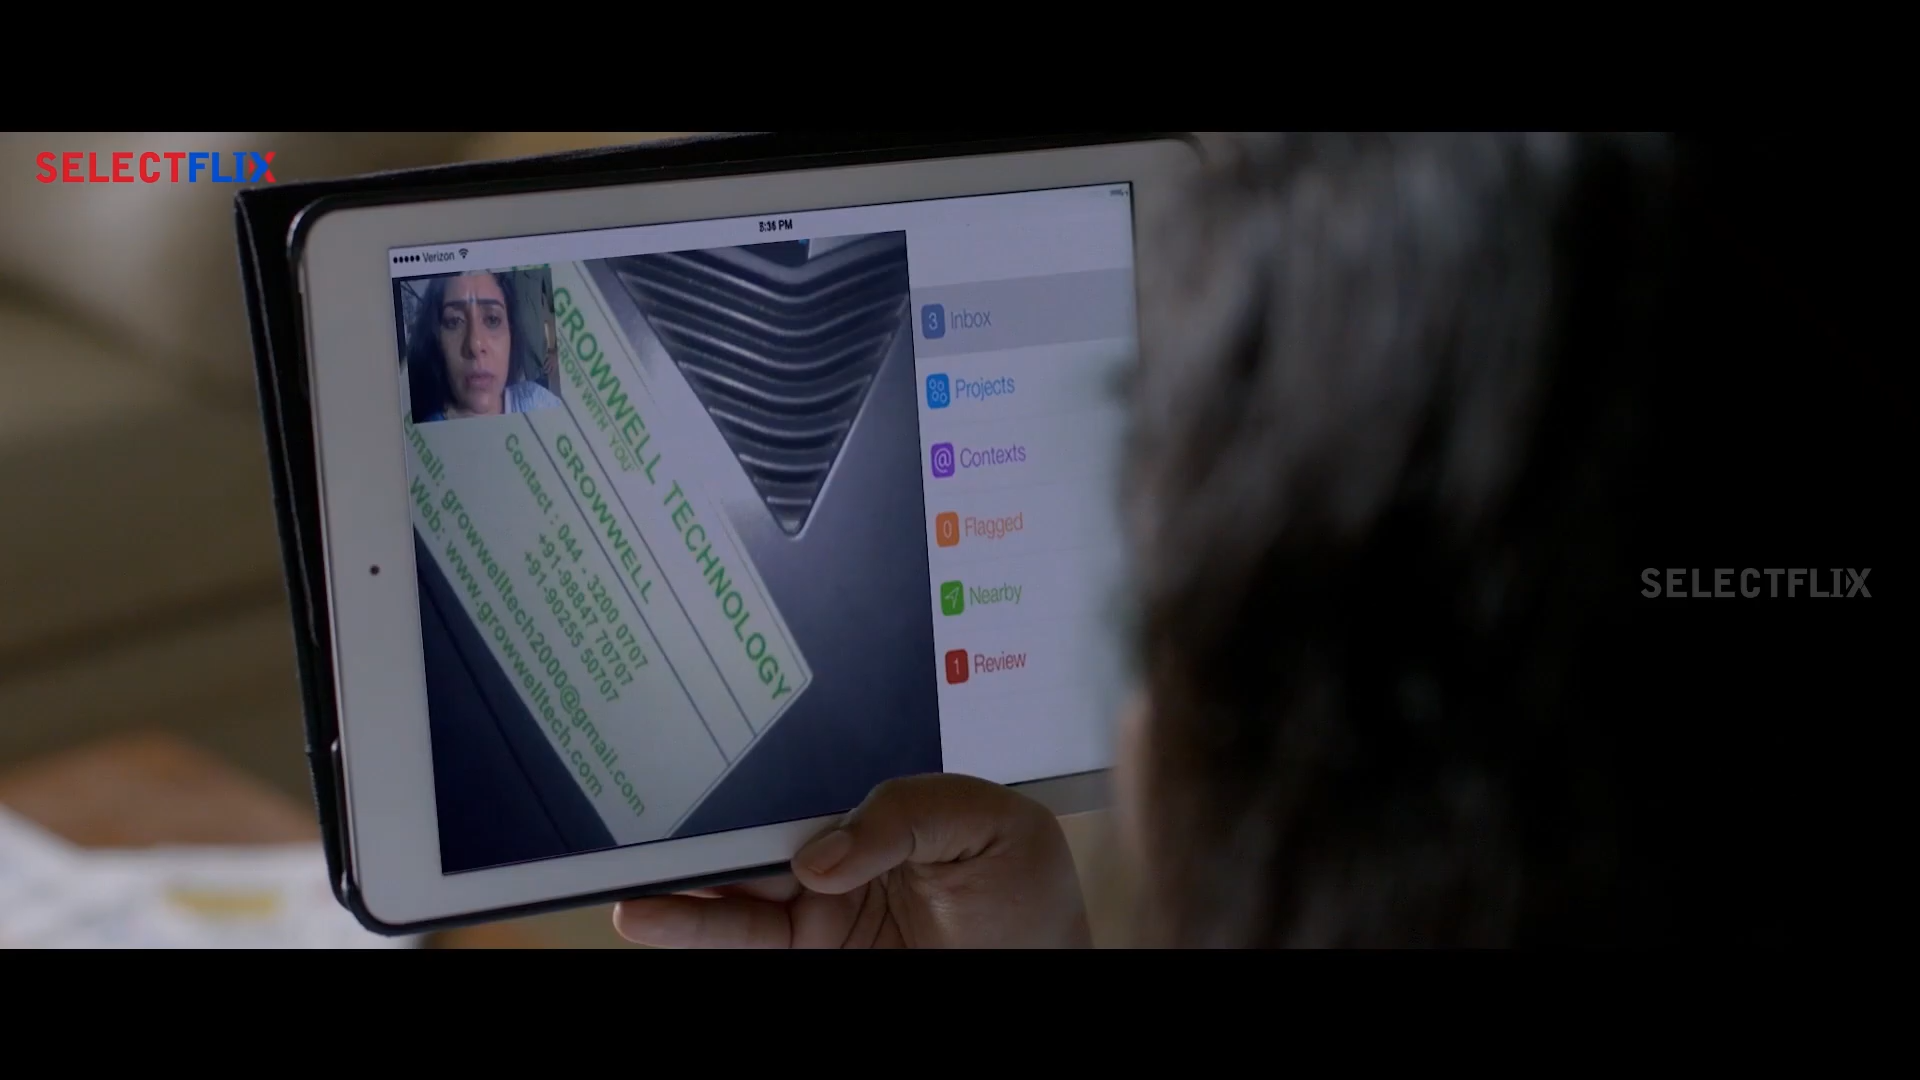 SELECTFLIX
Verizon
5:36 PM
GROWWELL TECHNOLOGY
GROW WITH YOU
GROWWELL
Contact : 044 - 3200 0707
+91-98847 70707
+91-90255 50707
Email: growwelltech2000@gmail.com
Web: www.growwelltech.com
3 Inbox
Projects
@ Contexts
0 Flagged
Nearby
1 Review
SELECTFLIX